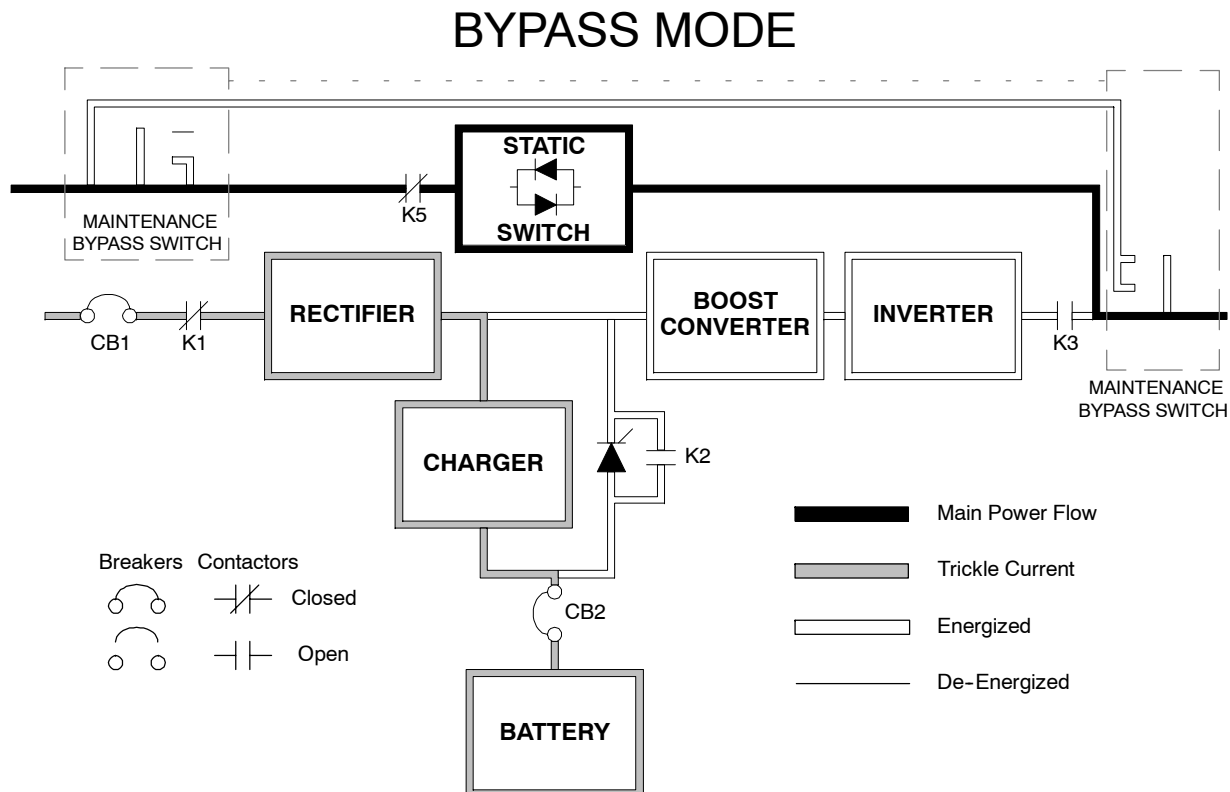 BYPASS MODE
STATIC
SWITCH
K5
MAINTENANCE
BYPASS SWITCH
CB1
K1
RECTIFIER
BOOST
CONVERTER
INVERTER
K3
MAINTENANCE
BYPASS SWITCH
CHARGER
K2
Main Power Flow
Breakers Contactors
Trickle Current
Closed
CB2
Energized
Open
De-Energized
BATTERY